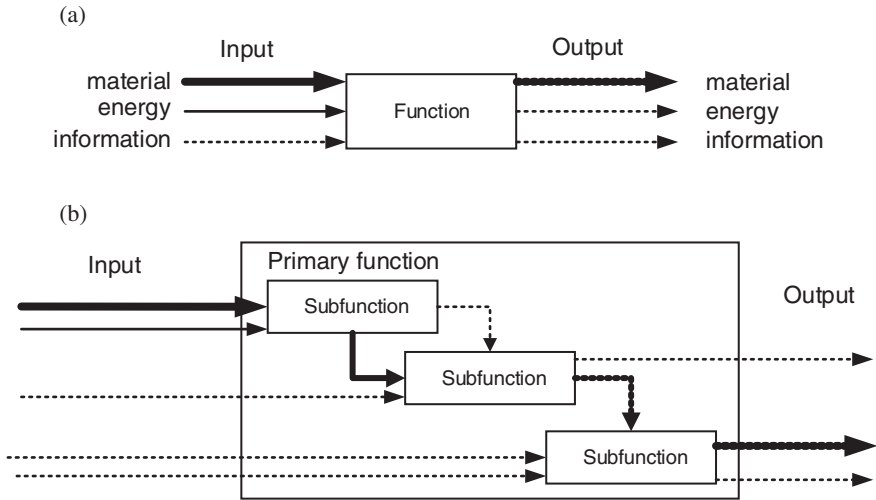 (a)
Input
Output
material
energy
information
Function
material
energy
information
(b)
Input
Primary function
Subfunction
Output
Subfunction
Subfunction